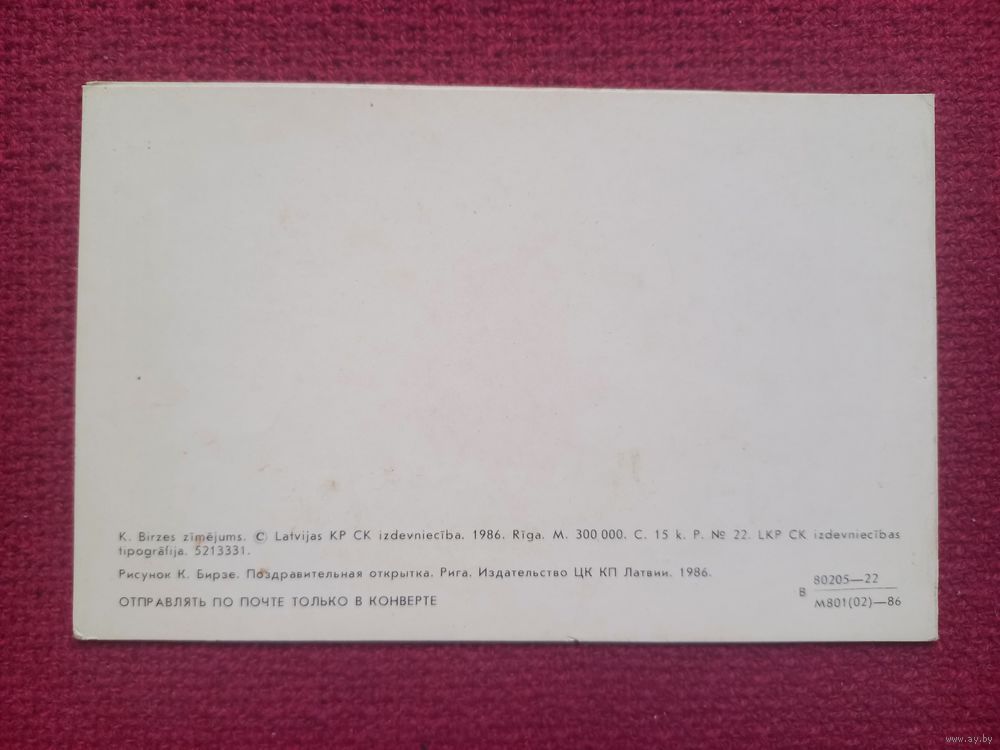 K. Birzes zīmējums. © Latvijas KP CK izdevniecība. 1986. Rīga. M. 300 000. C. 15 k. P. № 22. LKP CK izdevniecības
tipogrāfija. 5213331.
Рисунок К. Бирзе. Поздравительная открытка. Рига. Издательство ЦК КП Латвии. 1986.
ОТПРАВЛЯТЬ ПО ПОЧТЕ ТОЛЬКО В КОНВЕРТЕ
80205—22
В
М801(02)—86
www.ay.by